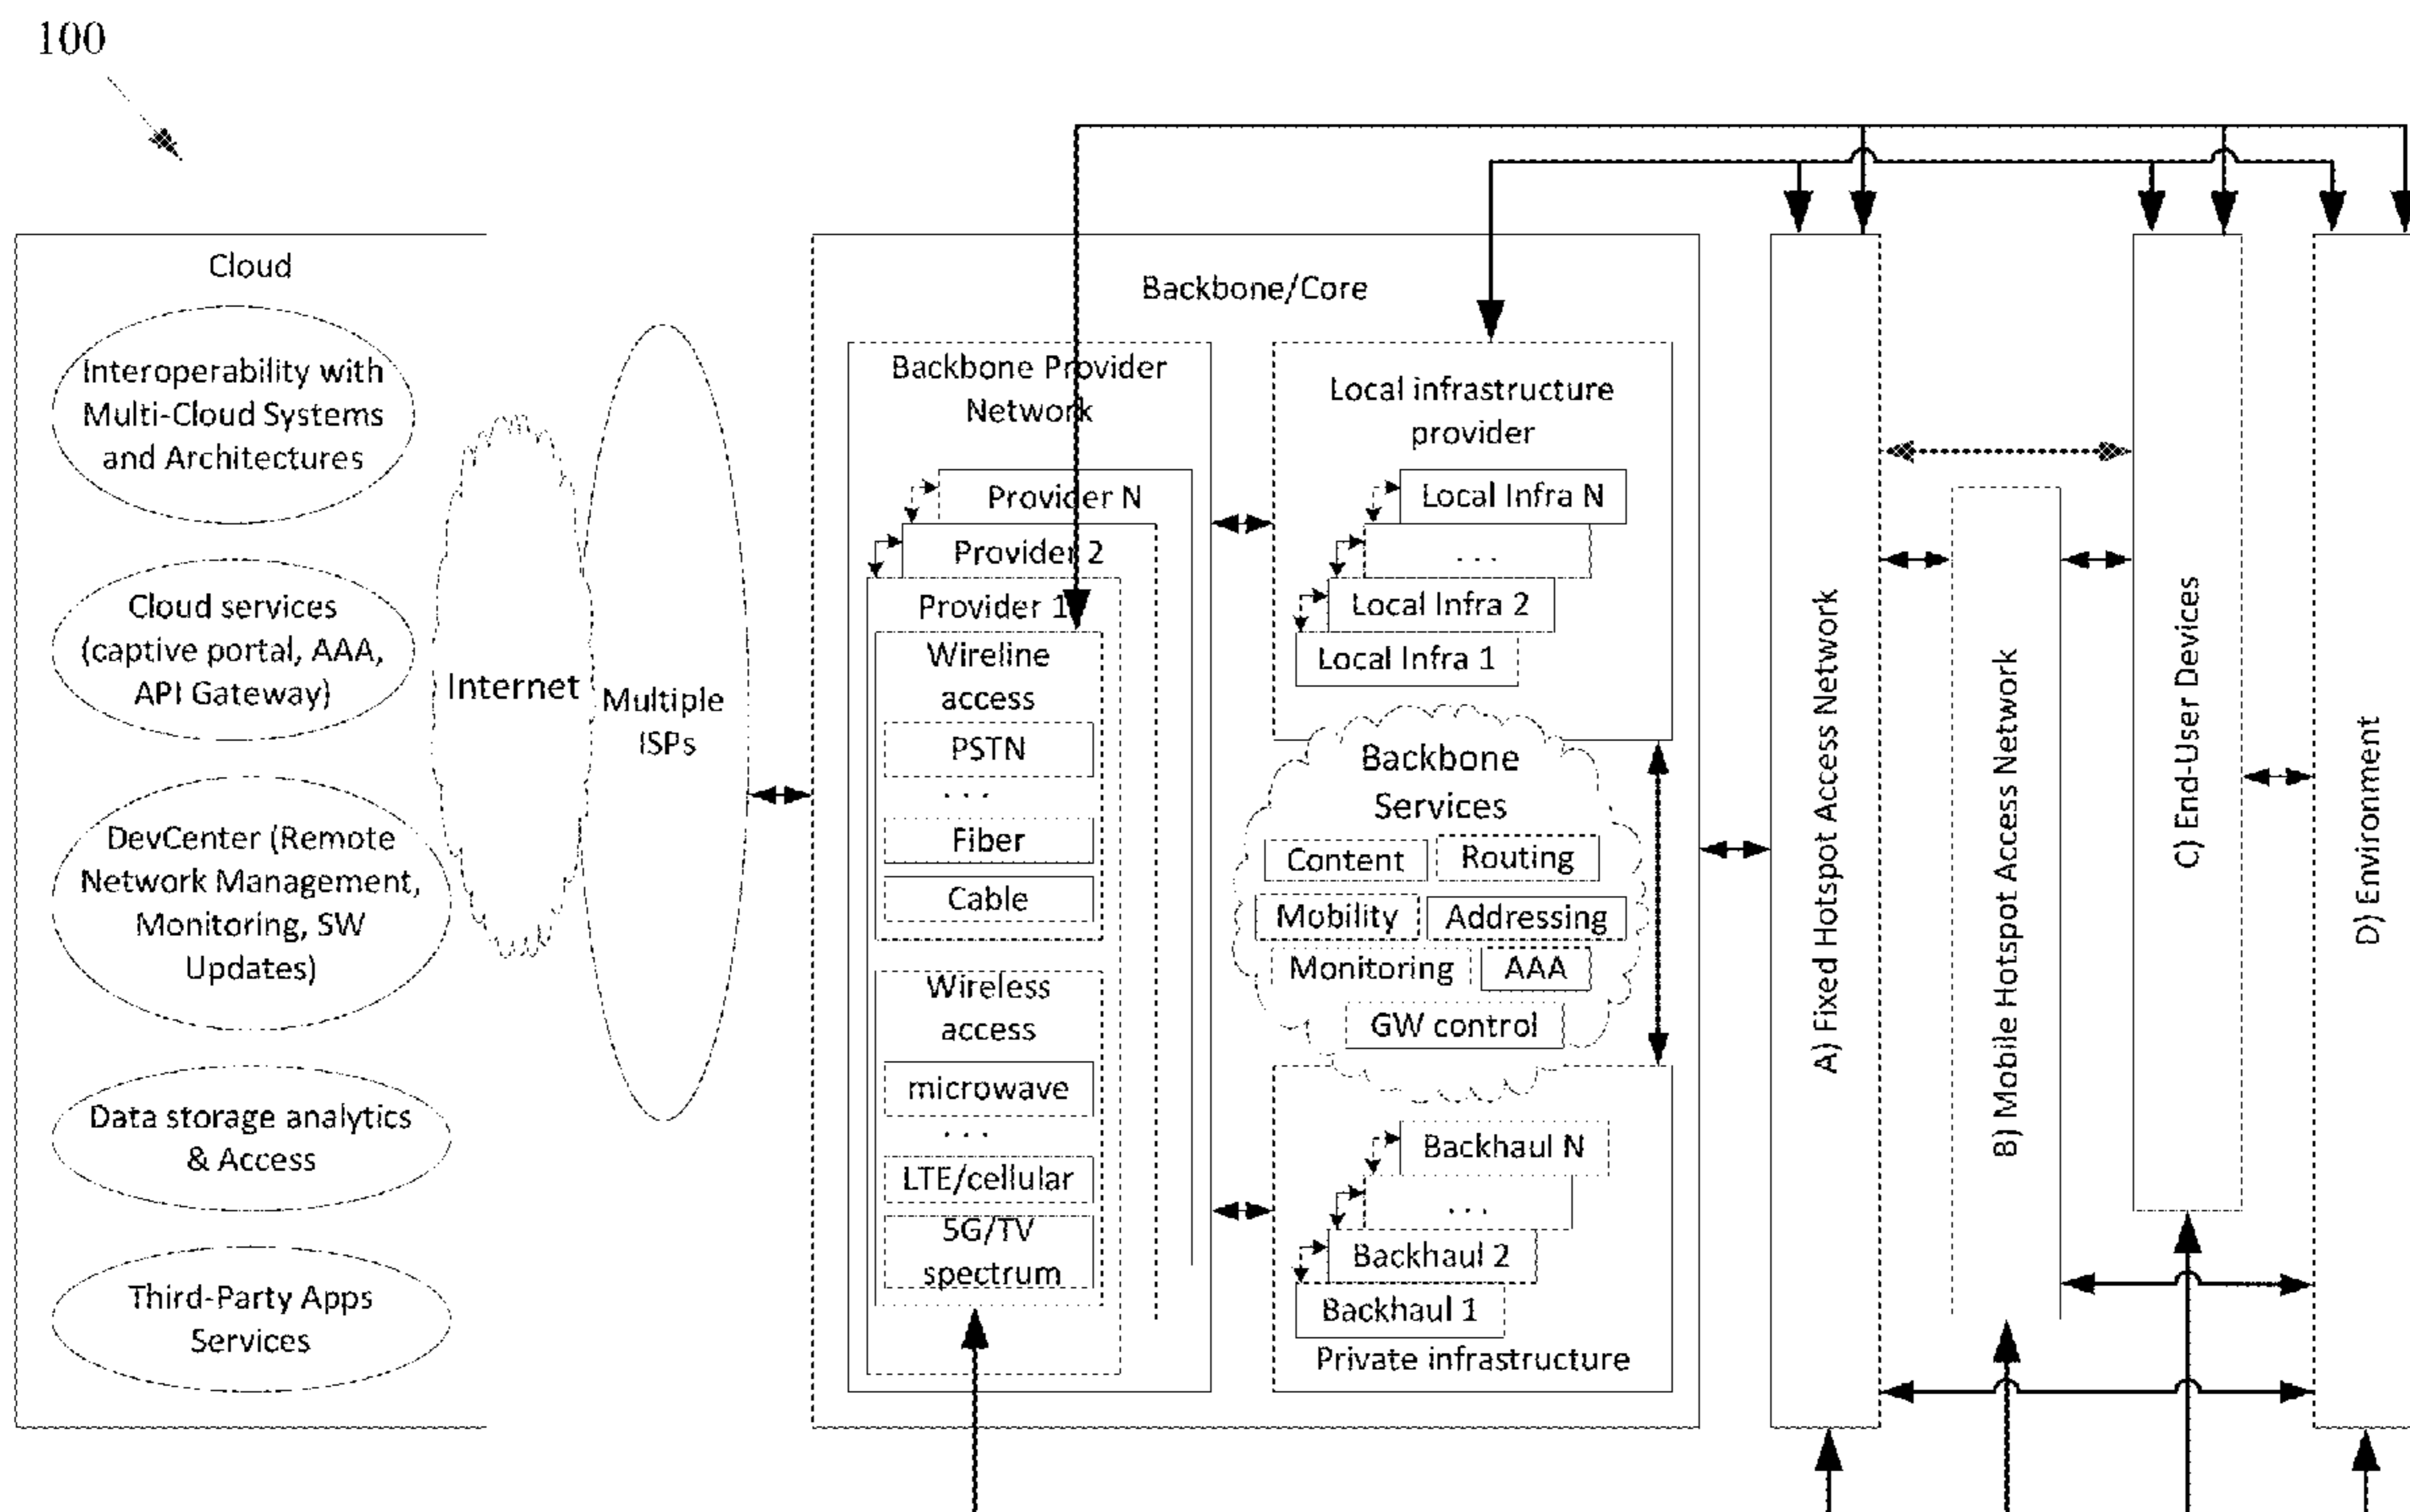 100
Cloud
Interoperability with
Multi-Cloud Systems
and Architectures
Cloud services
(captive portal, AAA,
API Gateway)
DevCenter (Remote
Network Management,
Monitoring, SW
Updates)
Data storage analytics
& Access
Third-Party Apps
Services
Internet
Multiple
ISPs
Backbone/Core
Backbone Provider
Network
Provider N
Provider 2
Provider 1
Wireline
access
PSTN
. . .
Fiber
Cable
Wireless
access
microwave
. . .
LTE/cellular
5G/TV
spectrum
Local infrastructure
provider
Local Infra N
. . .
Local Infra 2
Local Infra 1
Backbone
Services
Content
Routing
Mobility
Addressing
Monitoring
AAA
GW control
Backhaul N
. . .
Backhaul 2
Backhaul 1
Private infrastructure
A) Fixed Hotspot Access Network
B) Mobile Hotspot Access Network
C) End-User Devices
D) Environment